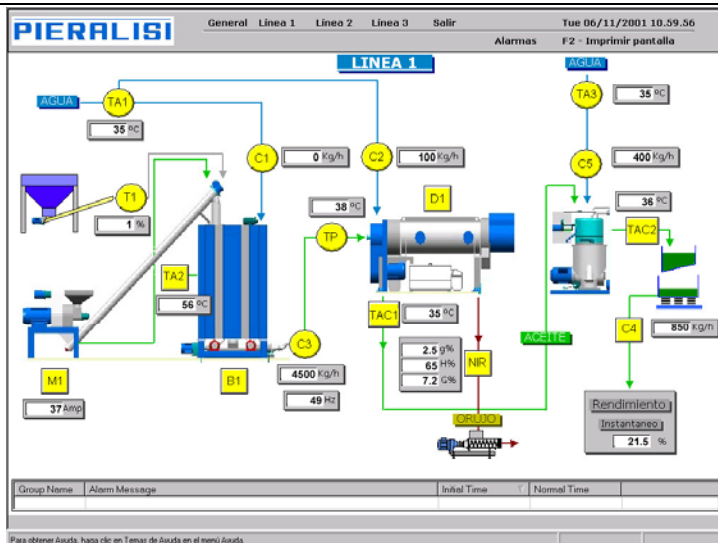 PIERALISI
General Línea 1 Línea 2 Línea 3 Salir
Tue 06/11/2001 10.59.56
Alarmas F2 - Imprimir pantalla
LINEA 1
AGUA
TA1
35 ºC
AGUA
TA3
35 ºC
C1
0 Kg/h
C2
100 Kg/h
C5
400 Kg/h
T1
1 %
38 ºC
D1
36 ºC
TP
TAC2
TA2
56 ºC
TAC1
35 ºC
C3
4500 Kg/h
49 Hz
C4
850 Kg/h
ACEITE
2.5 g%
65 H%
7.2 G%
NIR
M1
37 Amp
B1
ORUJO
Rendimiento
Instantaneo
21.5 %
Group Name Alarm Message Initial Time Normal Time
Para obtener Ayuda, haga clic en Temas de Ayuda en el menú Ayuda.